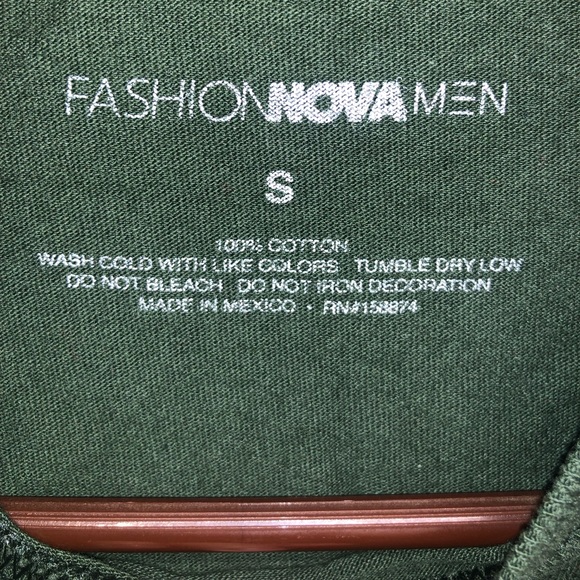 FASHIONNOVAMEN
S
100% COTTON
WASH COLD WITH LIKE COLORS TUMBLE DRY LOW
DO NOT BLEACH DO NOT IRON DECORATION
MADE IN MEXICO • RN#158874